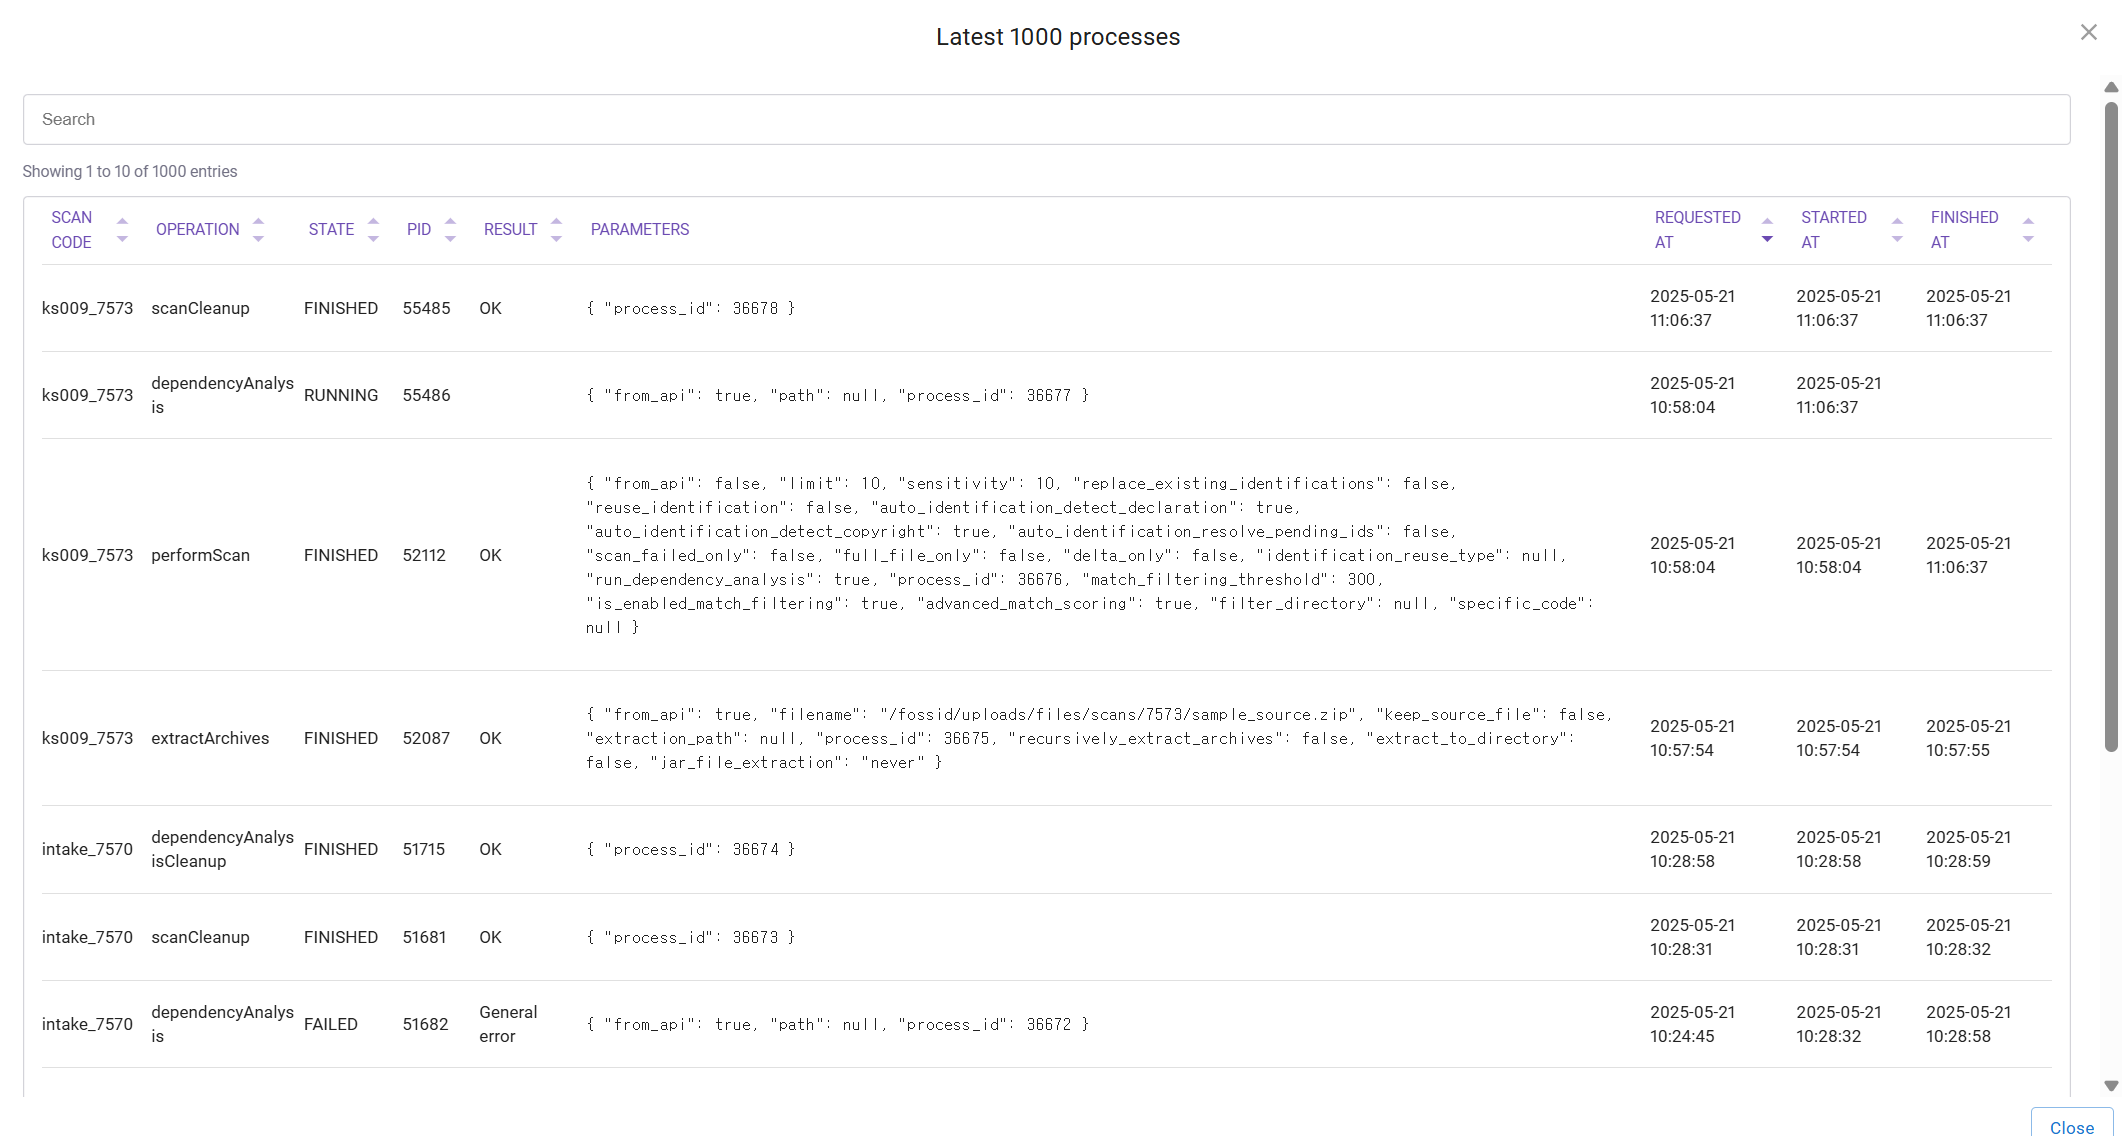 Latest 1000 processes
Search
Showing 1 to 10 of 1000 entries
SCAN CODE OPERATION STATE PID RESULT PARAMETERS REQUESTED AT STARTED AT FINISHED AT
ks009_7573 scanCleanup FINISHED 55485 OK { "process_id": 36678 } 2025-05-21 11:06:37 2025-05-21 11:06:37 2025-05-21 11:06:37
ks009_7573 dependencyAnalysis RUNNING 55486 { "from_api": true, "path": null, "process_id": 36677 } 2025-05-21 10:58:04 2025-05-21 11:06:37
ks009_7573 performScan FINISHED 52112 OK
{ "from_api": false, "limit": 10, "sensitivity": 10, "replace_existing_identifications": false,
"reuse_identification": false, "auto_identification_detect_declaration": true,
"auto_identification_detect_copyright": true, "auto_identification_resolve_pending_ids": false,
"scan_failed_only": false, "full_file_only": false, "delta_only": false, "identification_reuse_type": null,
"run_dependency_analysis": true, "process_id": 36676, "match_filtering_threshold": 300,
"is_enabled_match_filtering": true, "advanced_match_scoring": true, "filter_directory": null, "specific_code":
null }
2025-05-21 10:58:04 2025-05-21 10:58:04 2025-05-21 11:06:37
ks009_7573 extractArchives FINISHED 52087 OK
{ "from_api": true, "filename": "/fossid/uploads/files/scans/7573/sample_source.zip", "keep_source_file": false,
"extraction_path": null, "process_id": 36675, "recursively_extract_archives": false, "extract_to_directory":
false, "jar_file_extraction": "never" }
2025-05-21 10:57:54 2025-05-21 10:57:54 2025-05-21 10:57:55
intake_7570 dependencyAnalysisCleanup FINISHED 51715 OK { "process_id": 36674 } 2025-05-21 10:28:58 2025-05-21 10:28:58 2025-05-21 10:28:59
intake_7570 scanCleanup FINISHED 51681 OK { "process_id": 36673 } 2025-05-21 10:28:31 2025-05-21 10:28:31 2025-05-21 10:28:32
intake_7570 dependencyAnalysis FAILED 51682 General error { "from_api": true, "path": null, "process_id": 36672 } 2025-05-21 10:24:45 2025-05-21 10:28:32 2025-05-21 10:28:58
Close